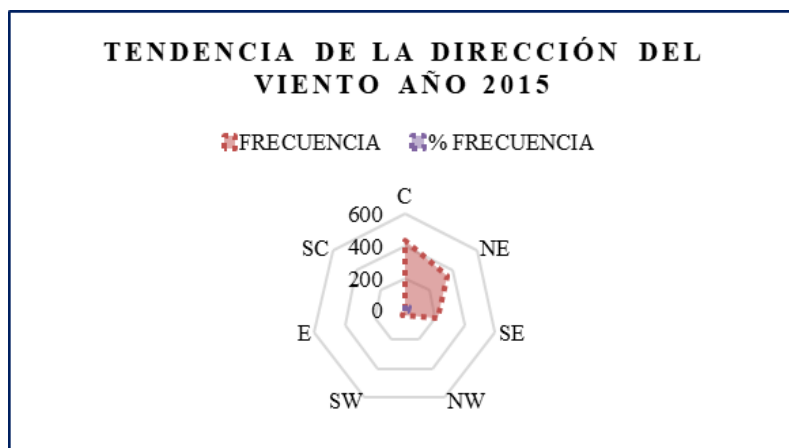 TENDENCIA DE LA DIRECCIÓN DEL
VIENTO AÑO 2015
FRECUENCIA % FRECUENCIA
C
600
SC 400 NE
200
0
E SE
SW NW